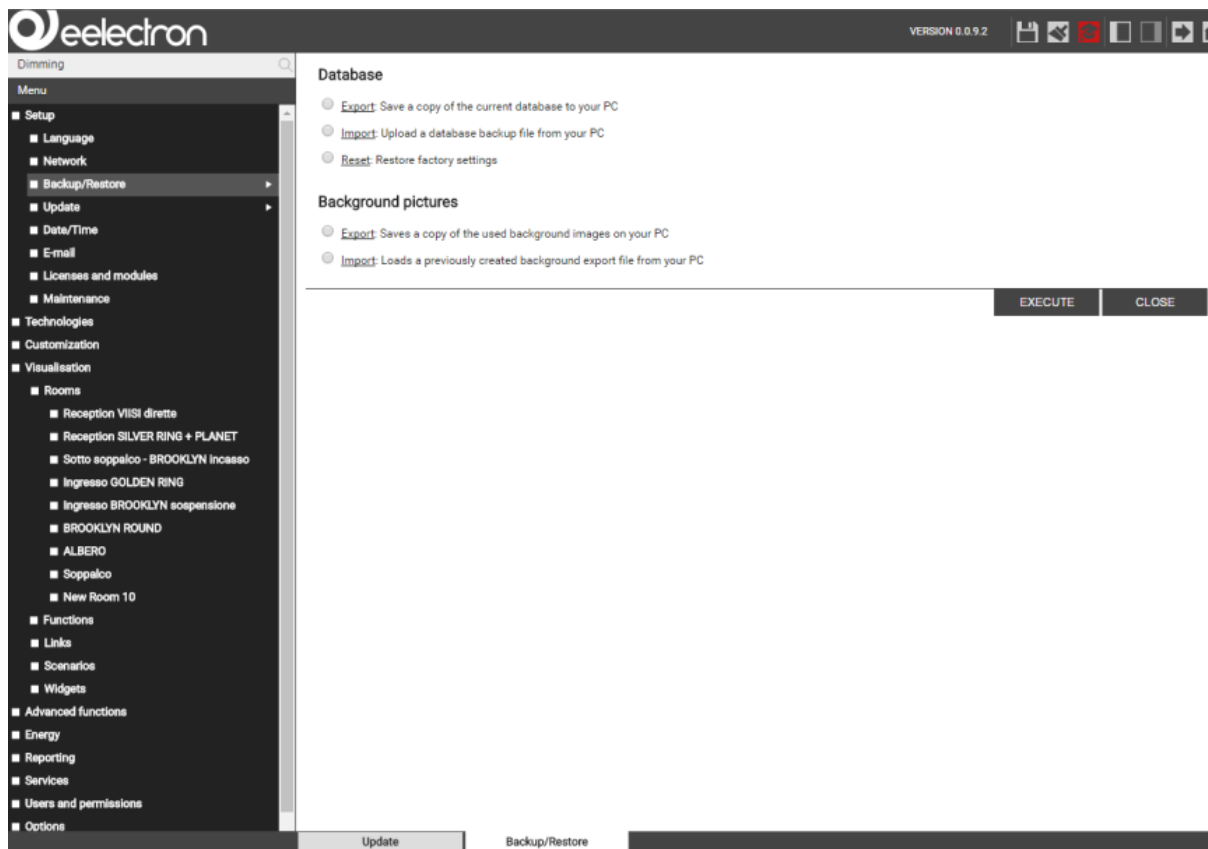 eelectron
VERSION 0.0.9.2
Dimming
Menu
Setup
Language
Network
Backup/Restore
Update
Date/Time
E-mail
Licenses and modules
Maintenance
Technologies
Customization
Visualisation
Rooms
Reception VIISI dirette
Reception SILVER RING + PLANET
Sotto soppalco - BROOKLYN incasso
Ingresso GOLDEN RING
Ingresso BROOKLYN sospensione
BROOKLYN ROUND
ALBERO
Soppalco
New Room 10
Functions
Links
Scenarios
Widgets
Advanced functions
Energy
Reporting
Services
Users and permissions
Options
Database
Export: Save a copy of the current database to your PC
Import: Upload a database backup file from your PC
Reset: Restore factory settings
Background pictures
Export: Saves a copy of the used background images on your PC
Import: Loads a previously created background export file from your PC
EXECUTE CLOSE
Update Backup/Restore